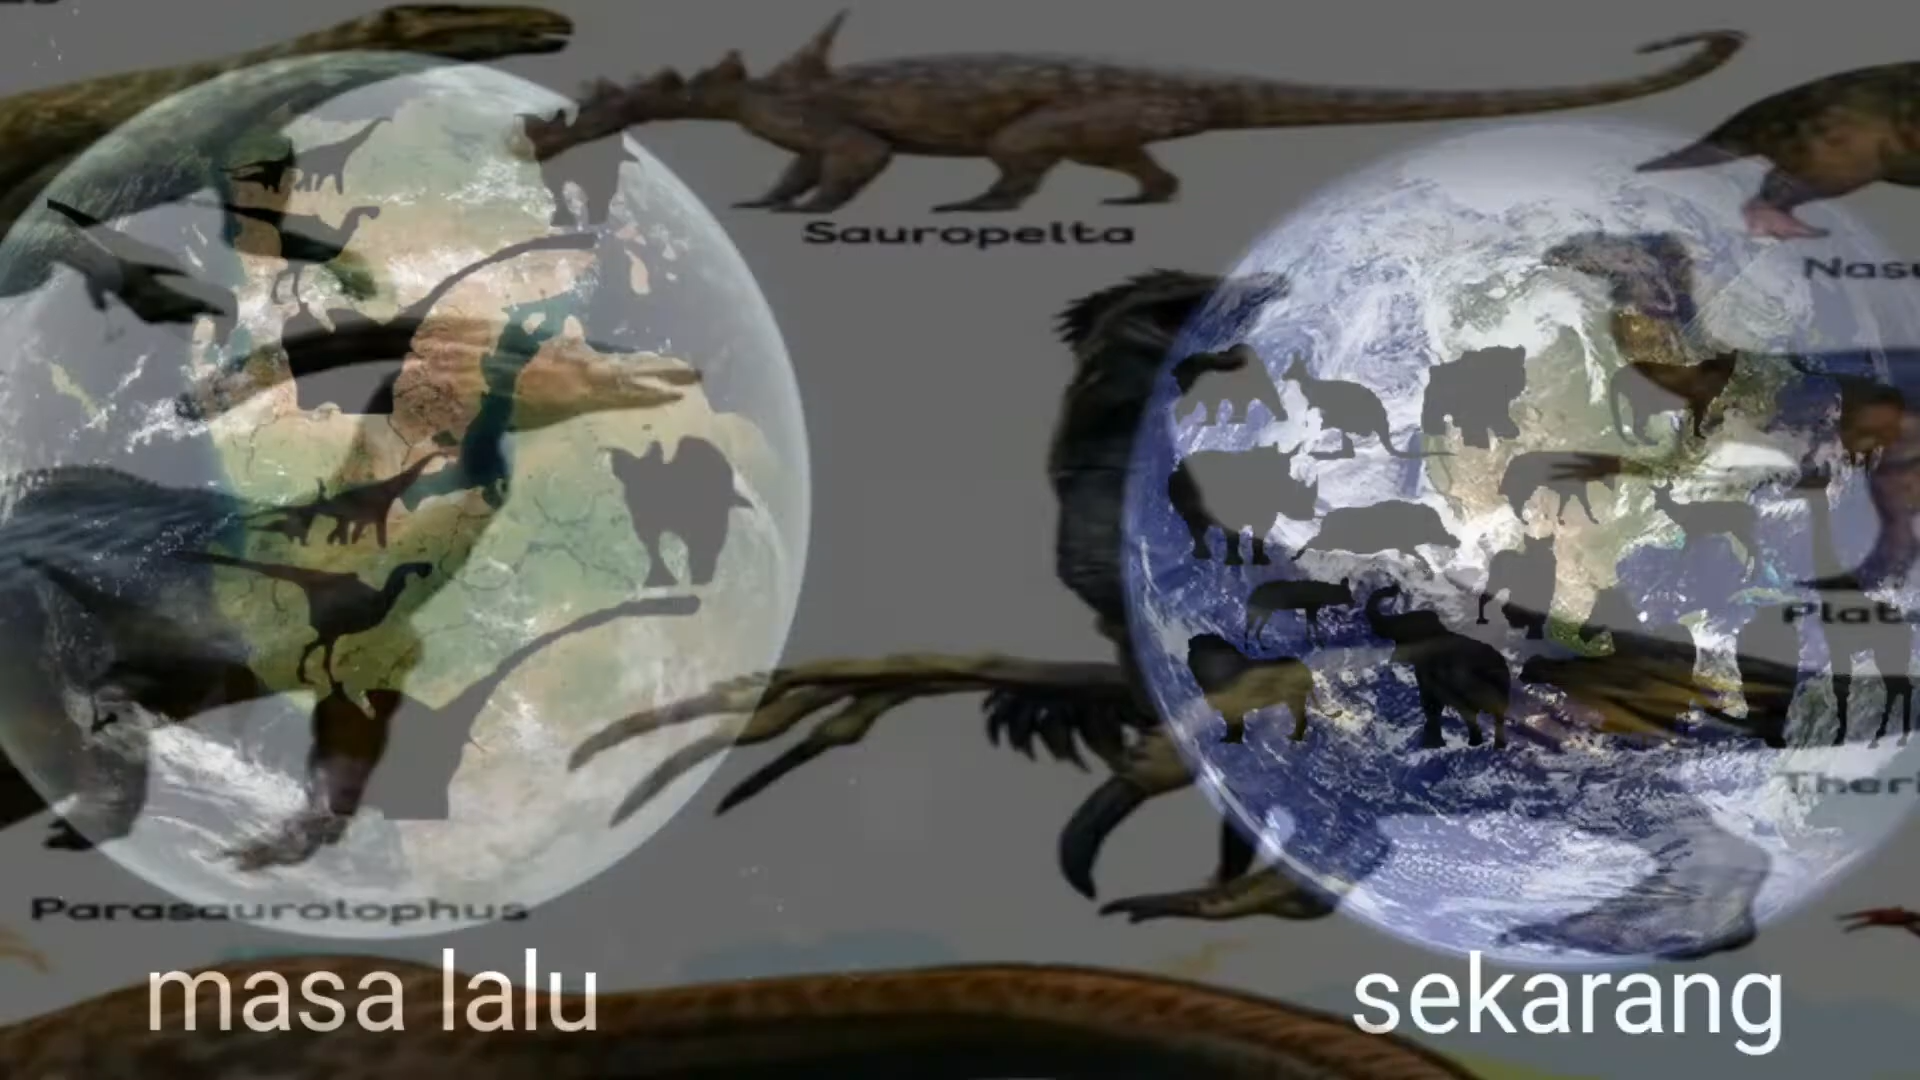 Sauropelta
Parasaurolophus
masa lalu
sekarang